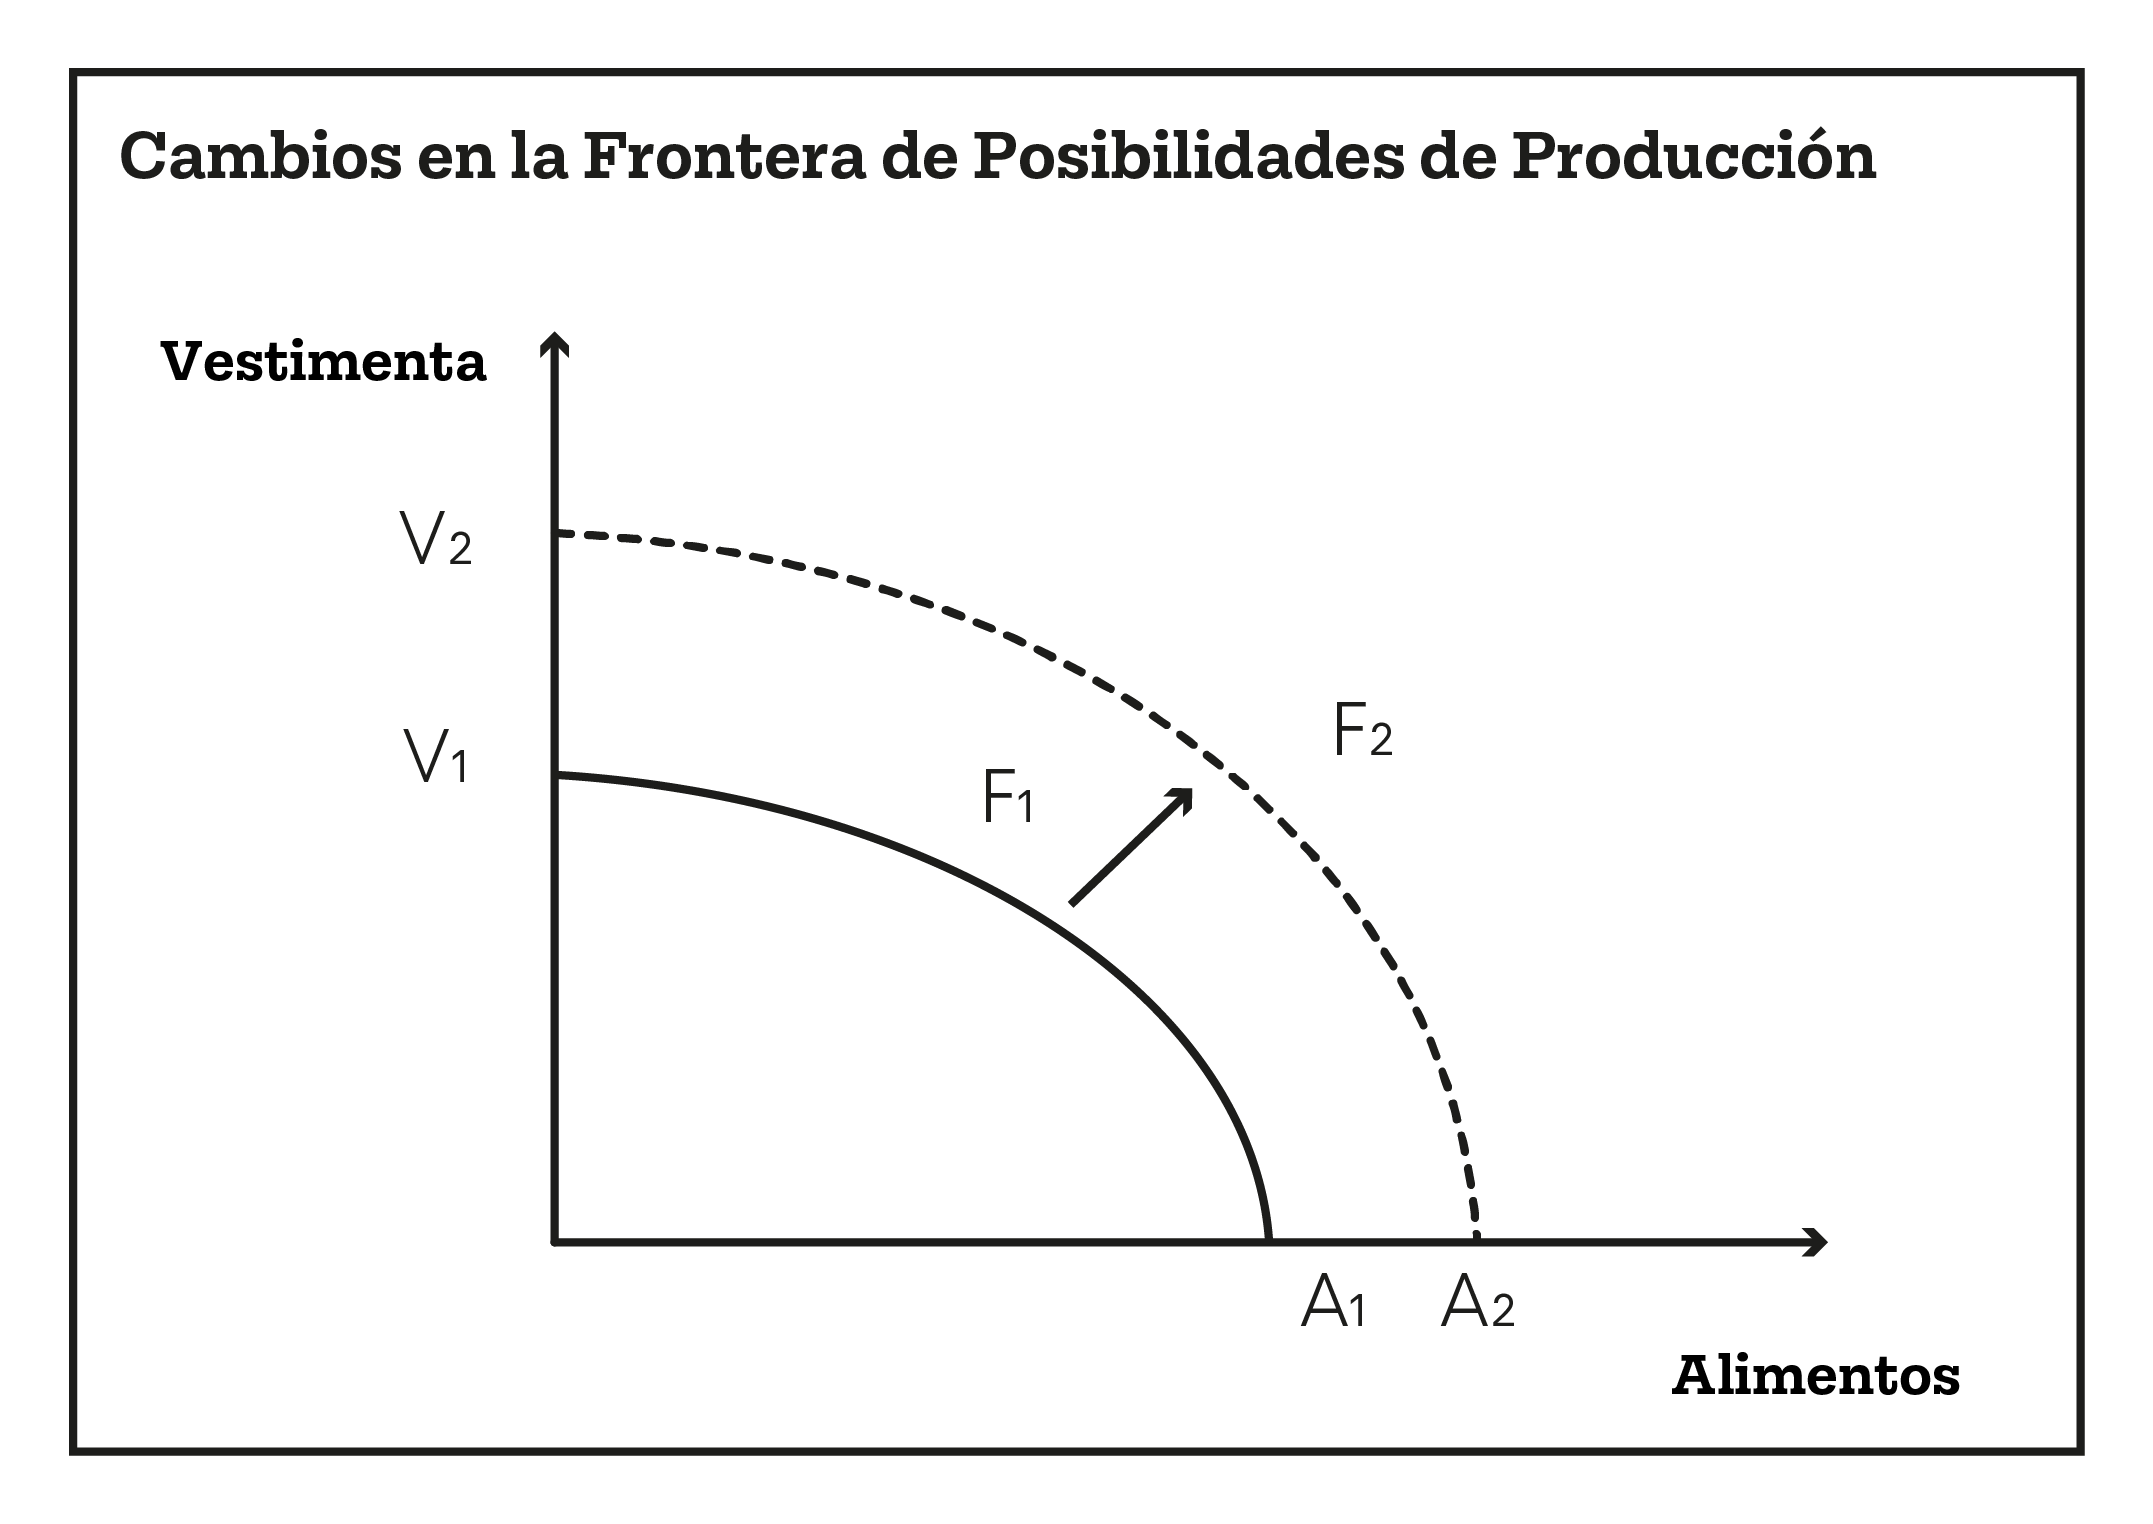 Cambios en la Frontera de Posibilidades de Producción
Vestimenta
V2
V1
F1
F2
A1
A2
Alimentos